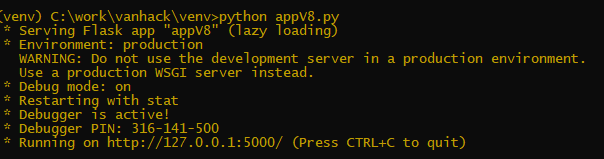 (venv) C:\work\vanhack\venv>python appV8.py
* Serving Flask app "appV8" (lazy loading)
* Environment: production
WARNING: Do not use the development server in a production environment.
Use a production WSGI server instead.
* Debug mode: on
* Restarting with stat
* Debugger is active!
* Debugger PIN: 316-141-500
* Running on http://127.0.0.1:5000/ (Press CTRL+C to quit)